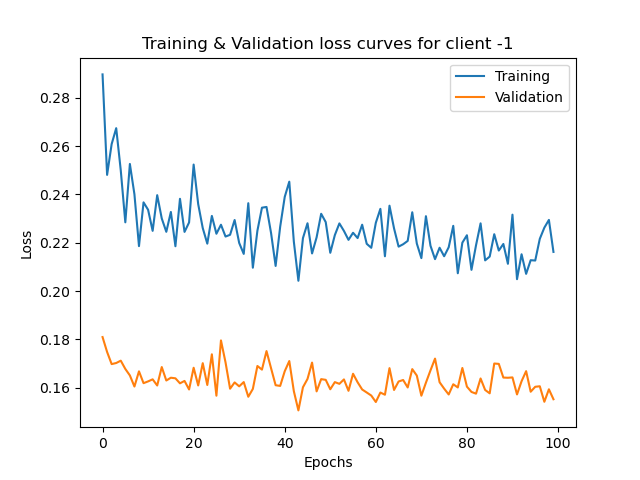 Training & Validation loss curves for client -1
Training
Validation
Loss
0.28
0.26
0.24
0.22
0.20
0.18
0.16
0
20
40
60
80
100
Epochs